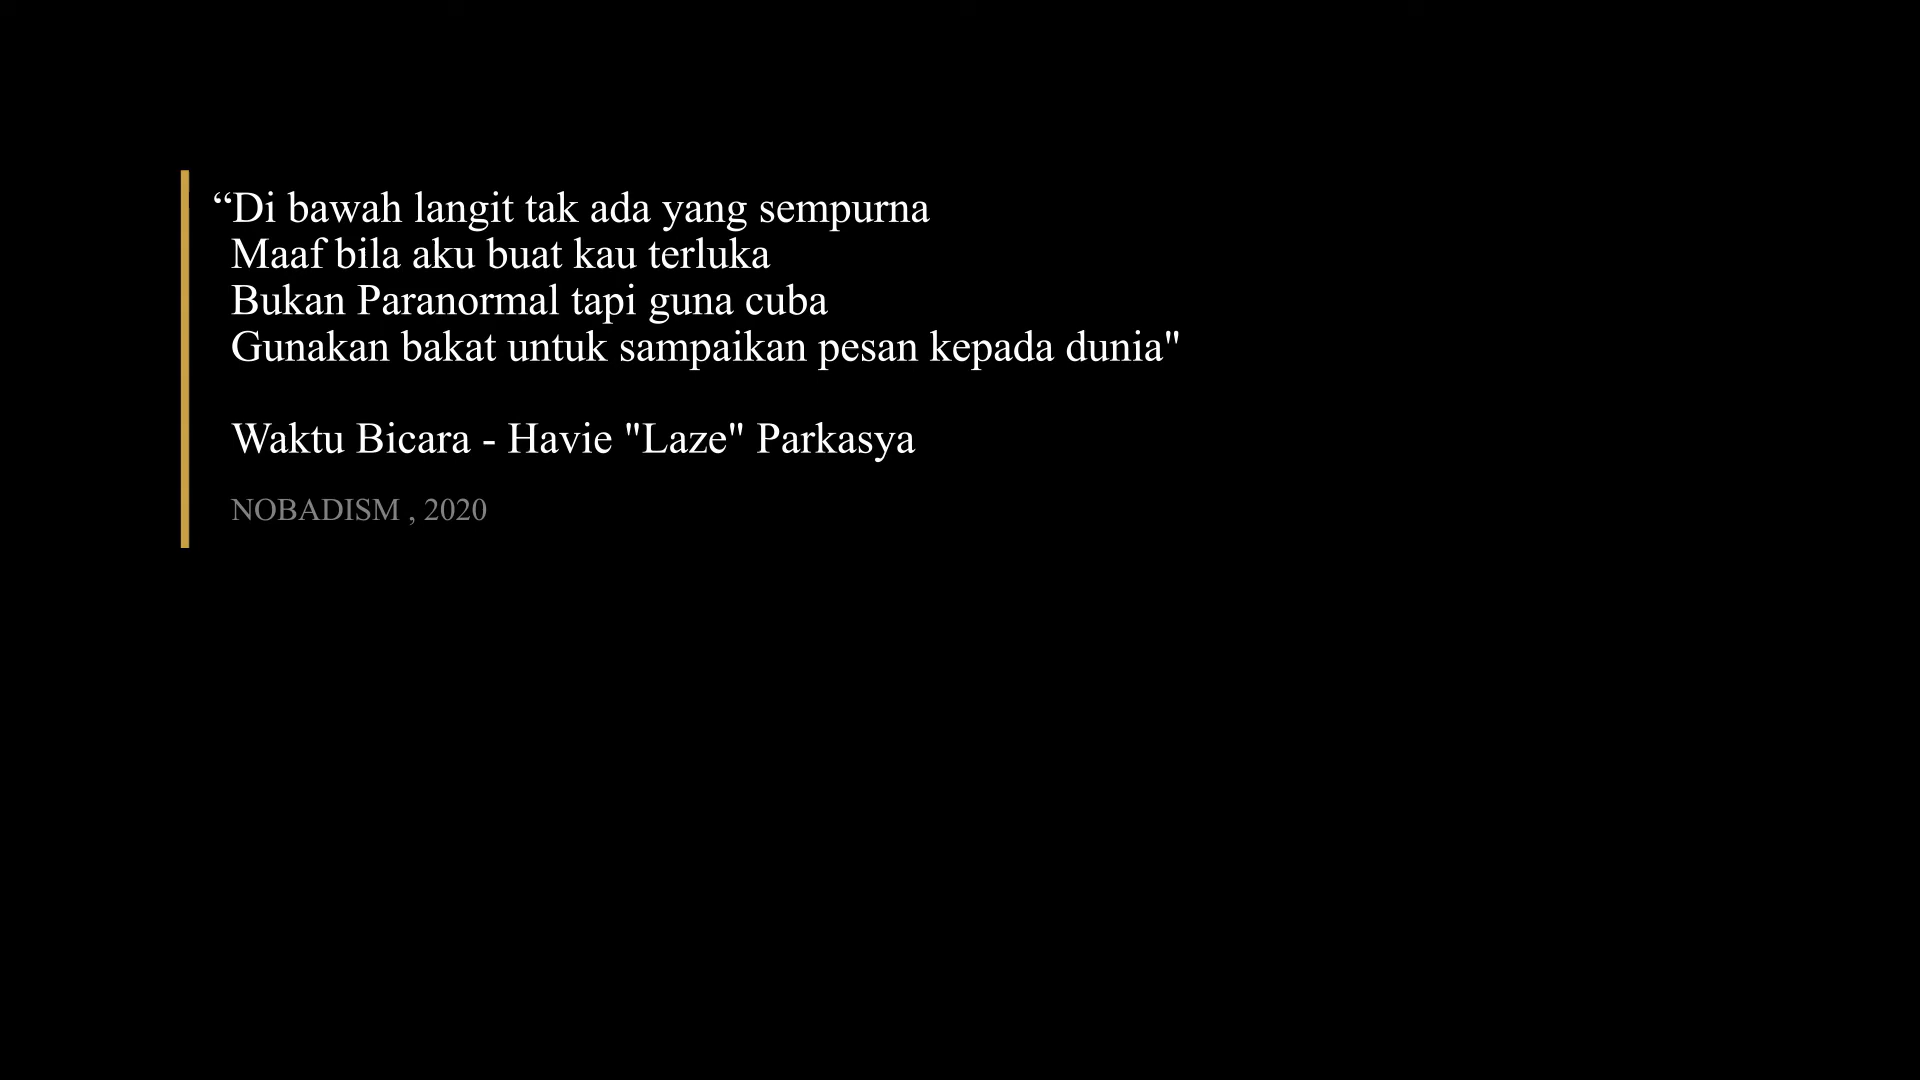 “Di bawah langit tak ada yang sempurna
Maaf bila aku buat kau terluka
Bukan Paranormal tapi guna cuba
Gunakan bakat untuk sampaikan pesan kepada dunia"
Waktu Bicara - Havie "Laze" Parkasya
NOBADISM , 2020